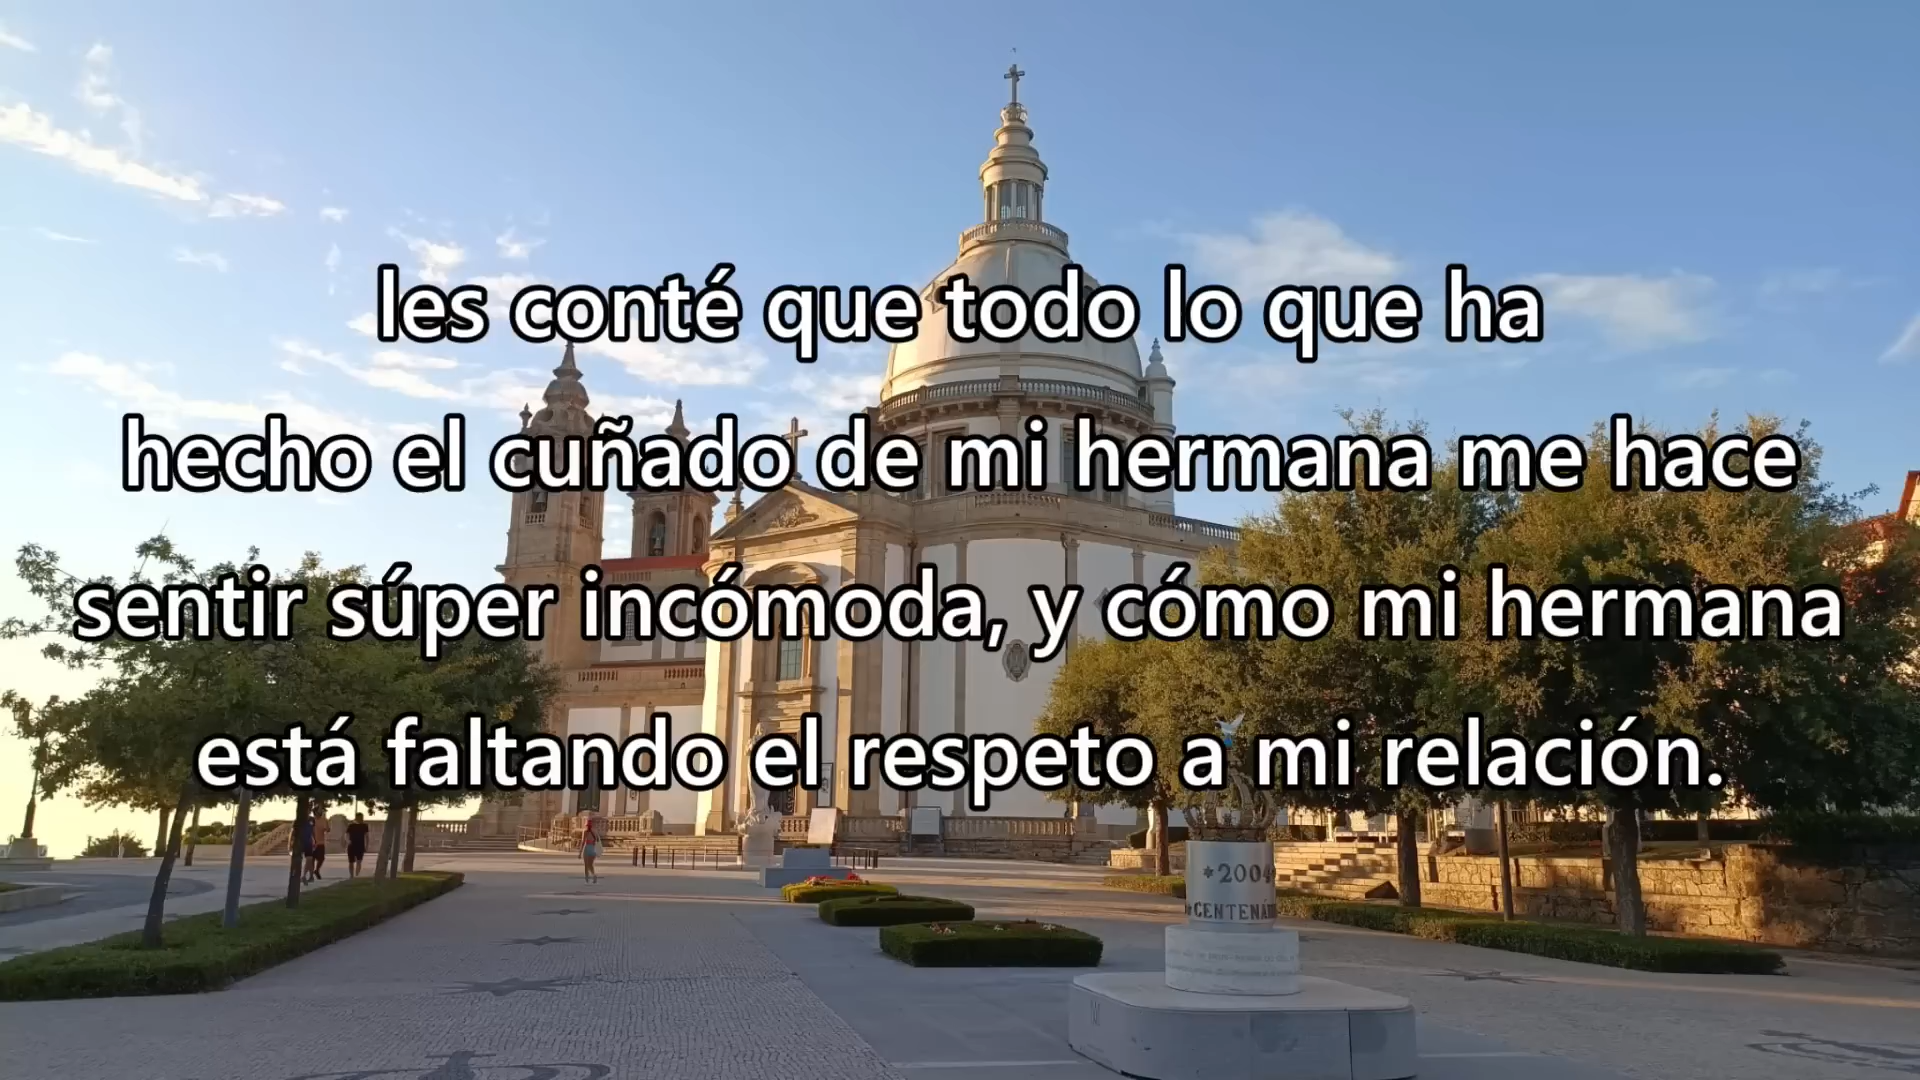 les conté que todo lo que ha
hecho el cuñado de mi hermana me hace
sentir súper incómoda, y cómo mi hermana
está faltando el respeto a mi relación.
*2004
CENTENÁ